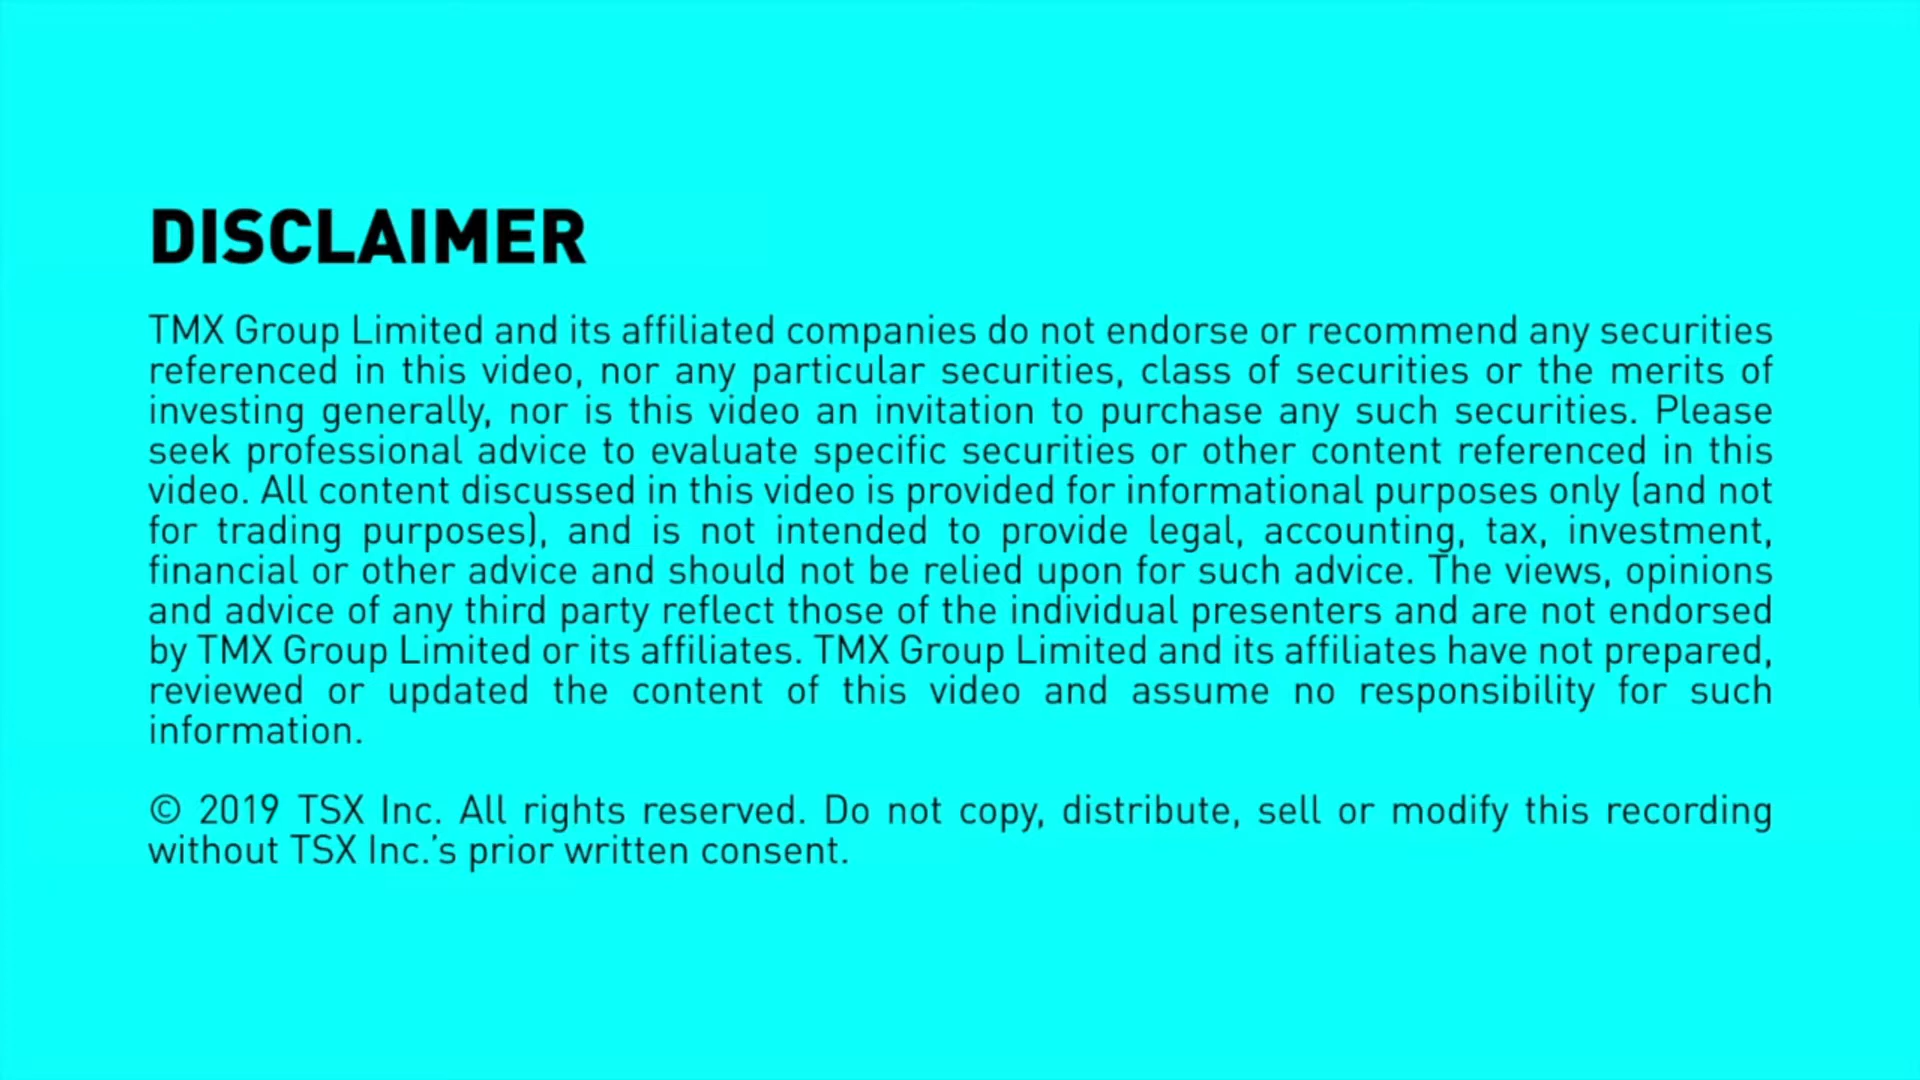 DISCLAIMER
TMX Group Limited and its affiliated companies do not endorse or recommend any securities
referenced in this video, nor any particular securities, class of securities or the merits of
investing generally, nor is this video an invitation to purchase any such securities. Please
seek professional advice to evaluate specific securities or other content referenced in this
video. All content discussed in this video is provided for informational purposes only (and not
for trading purposes), and is not intended to provide legal, accounting, tax, investment,
financial or other advice and should not be relied upon for such advice. The views, opinions
and advice of any third party reflect those of the individual presenters and are not endorsed
by TMX Group Limited or its affiliates. TMX Group Limited and its affiliates have not prepared,
reviewed or updated the content of this video and assume no responsibility for such
information.
© 2019 TSX Inc. All rights reserved. Do not copy, distribute, sell or modify this recording
without TSX Inc.’s prior written consent.